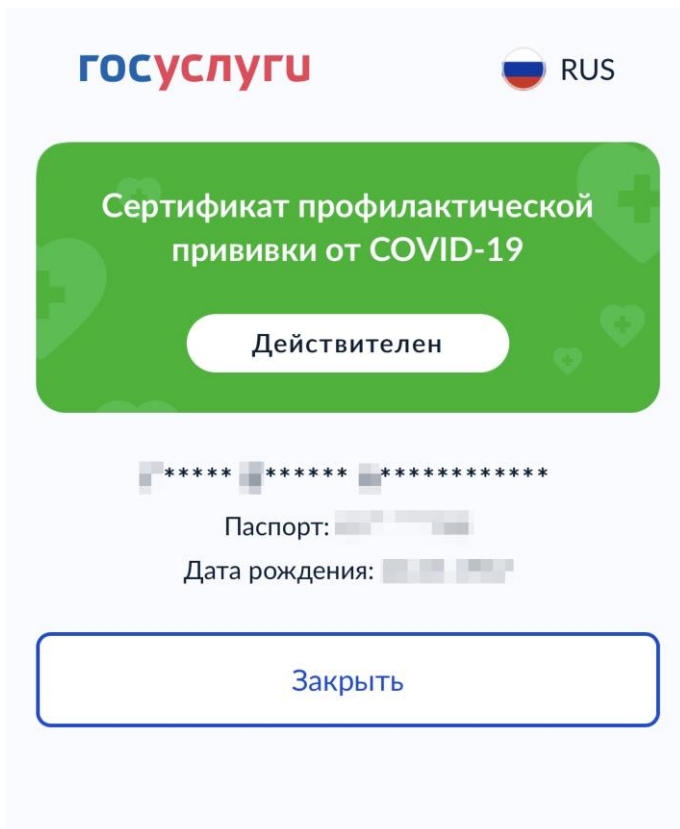 госуслуги RUS
Сертификат профилактической
прививки от COVID-19
Действителен
***** ****** ************
Паспорт:
Дата рождения:
Закрыть